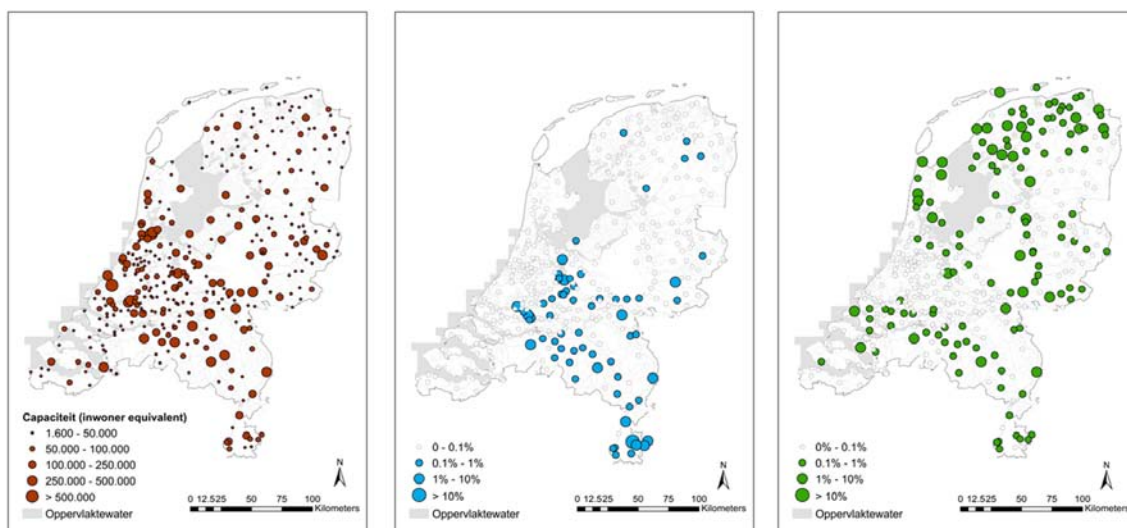 Capaciteit (inwoner equivalent)
1.600 - 50.000
50.000 - 100.000
100.000 - 250.000
250.000 - 500.000
> 500.000
Oppervlaktewater
N
0 12.525 50 75 100
Kilometers
0 - 0.1%
0.1% - 1%
1% - 10%
> 10%
Oppervlaktewater
N
0 12.525 50 75 100
Kilometers
0% - 0.1%
0.1% - 1%
1% - 10%
> 10%
Oppervlaktewater
N
0 12.525 50 75 100
Kilometers